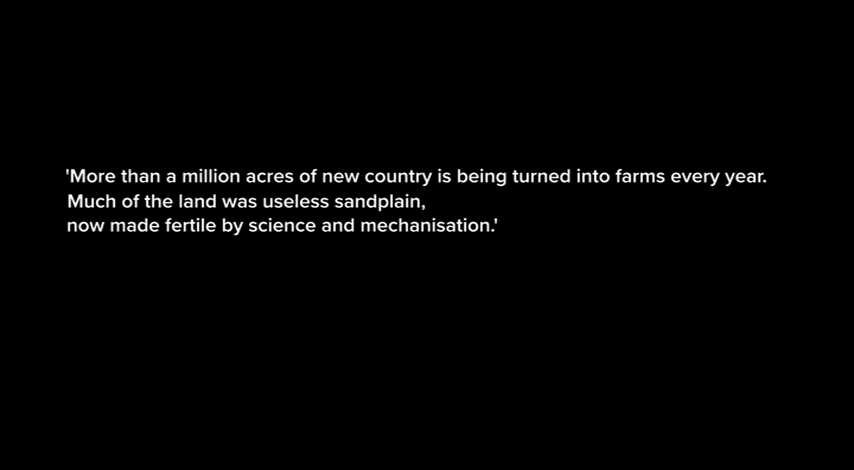 'More than a million acres of new country is being turned into farms every year.
Much of the land was useless sandplain,
now made fertile by science and mechanisation.'